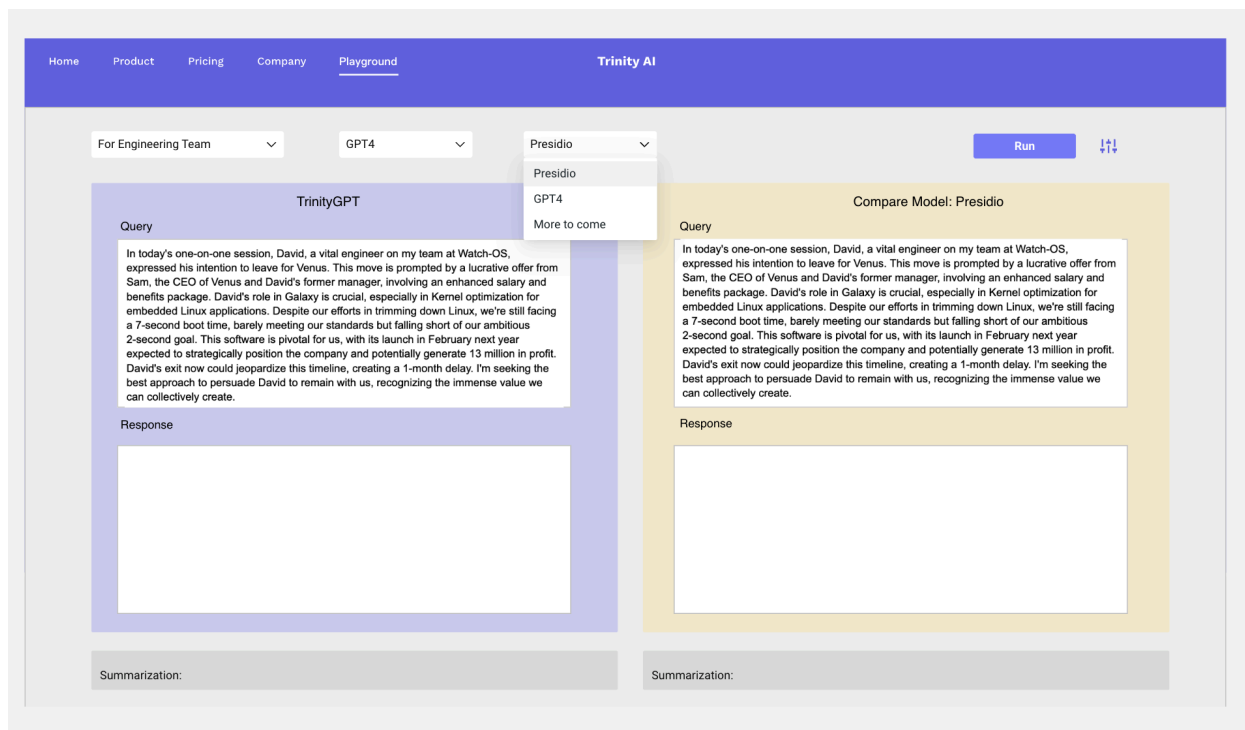 Home Product Pricing Company Playground Trinity AI
For Engineering Team GPT4 Presidio Run
Presidio
GPT4
More to come
TrinityGPT
Query
In today's one-on-one session, David, a vital engineer on my team at Watch-OS,
expressed his intention to leave for Venus. This move is prompted by a lucrative offer from
Sam, the CEO of Venus and David's former manager, involving an enhanced salary and
benefits package. David's role in Galaxy is crucial, especially in Kernel optimization for
embedded Linux applications. Despite our efforts in trimming down Linux, we're still facing
a 7-second boot time, barely meeting our standards but falling short of our ambitious
2-second goal. This software is pivotal for us, with its launch in February next year
expected to strategically position the company and potentially generate 13 million in profit.
David's exit now could jeopardize this timeline, creating a 1-month delay. I'm seeking the
best approach to persuade David to remain with us, recognizing the immense value we
can collectively create.
Response
Summarization:
Compare Model: Presidio
Query
In today's one-on-one session, David, a vital engineer on my team at Watch-OS,
expressed his intention to leave for Venus. This move is prompted by a lucrative offer from
Sam, the CEO of Venus and David's former manager, involving an enhanced salary and
benefits package. David's role in Galaxy is crucial, especially in Kernel optimization for
embedded Linux applications. Despite our efforts in trimming down Linux, we're still facing
a 7-second boot time, barely meeting our standards but falling short of our ambitious
2-second goal. This software is pivotal for us, with its launch in February next year
expected to strategically position the company and potentially generate 13 million in profit.
David's exit now could jeopardize this timeline, creating a 1-month delay. I'm seeking the
best approach to persuade David to remain with us, recognizing the immense value we
can collectively create.
Response
Summarization: